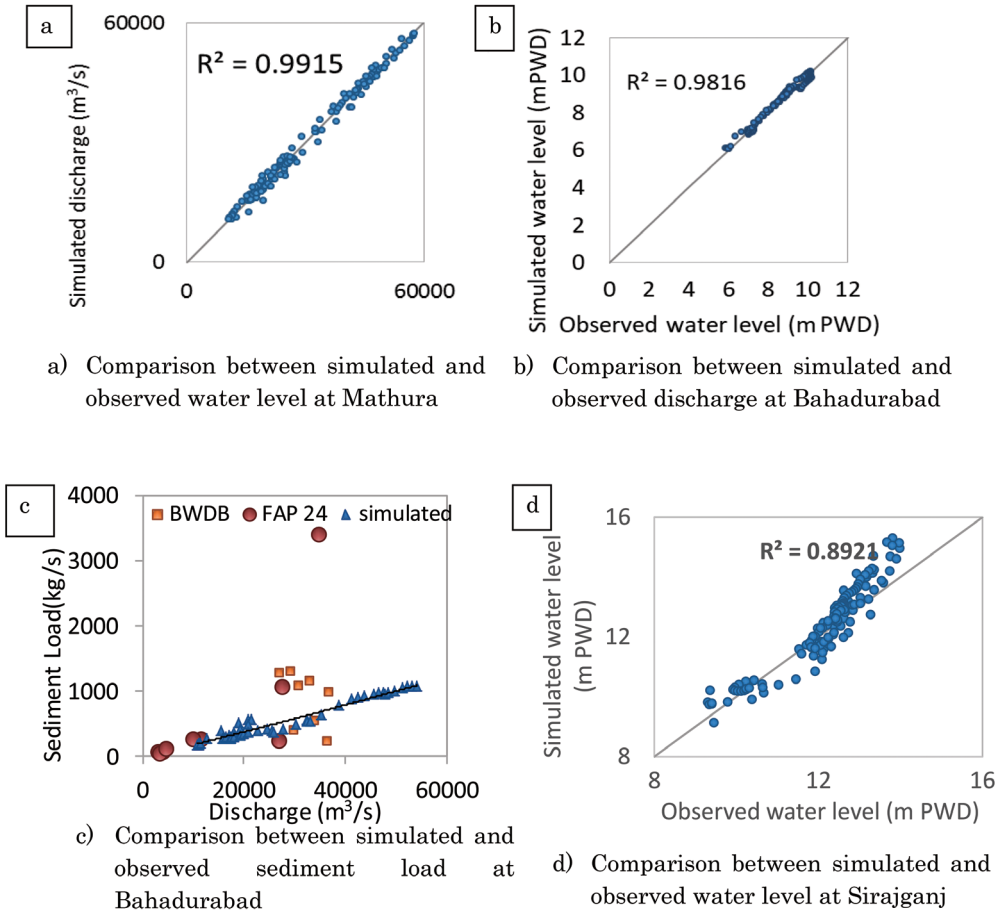 a
60000
R² = 0.9915
Simulated discharge (m³/s)
0
0
60000
b
12
10
8
6
4
2
0
R² = 0.9816
Simulated water level (mPWD)
0 2 4 6 8 10 12
Observed water level (m PWD)
a) Comparison between simulated and
observed water level at Mathura
b) Comparison between simulated and
observed discharge at Bahadurabad
c
4000
3000
2000
1000
0
BWDB FAP 24 simulated
Sediment Load(kg/s)
0 20000 40000 60000
Discharge (m³/s)
c) Comparison between simulated and
observed sediment load at
Bahadurabad
d
16
12
8
R² = 0.8921
Simulated water level
(m PWD)
8 12 16
Observed water level (m PWD)
d) Comparison between simulated and
observed water level at Sirajganj